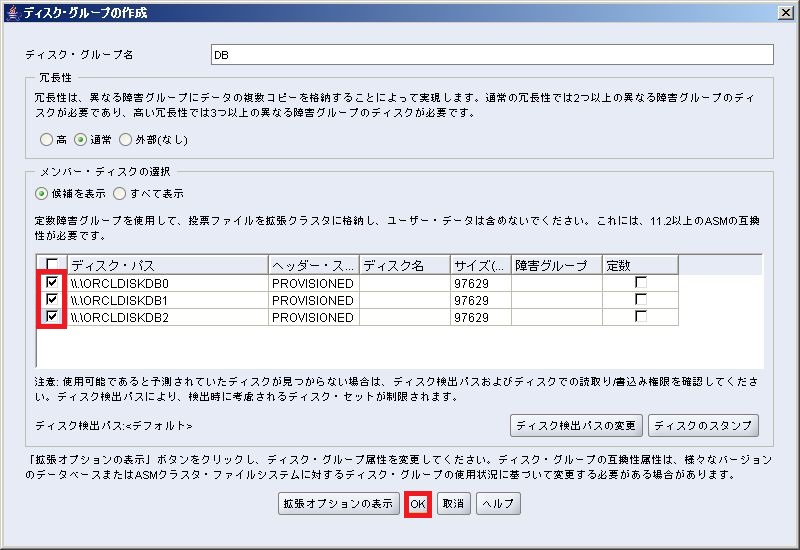 ディスク・グループの作成
ディスク・グループ名 DB
冗長性
冗長性は、異なる障害グループにデータの複数コピーを格納することによって実現します。通常の冗長性では2つ以上の異なる障害グループのディ
スクが必要であり、高い冗長性では3つ以上の異なる障害グループのディスクが必要です。
高 通常 外部(なし)
メンバー・ディスクの選択
候補を表示 すべて表示
定数障害グループを使用して、投票ファイルを拡張クラスタに格納し、ユーザー・データは含めないでください。これには、11.2以上のASMの互換
性が必要です。
ディスク・パス ヘッダー・ス... ディスク名 サイズ(... 障害グループ 定数
\\.\ORCLDISKDB0 PROVISIONED 97629
\\.\ORCLDISKDB1 PROVISIONED 97629
\\.\ORCLDISKDB2 PROVISIONED 97629
注意: 使用可能であると予測されていたディスクが見つからない場合は、ディスク検出パスおよびディスクでの読取り/書込み権限を確認してくださ
い。ディスク検出パスにより、検出時に考慮されるディスク・セットが制限されます。
ディスク検出パス:<デフォルト> ディスク検出パスの変更 ディスクのスタンプ
「拡張オプションの表示」ボタンをクリックし、ディスク・グループ属性を変更してください。ディスク・グループの互換性属性は、様々なバージョン
のデータベースまたはASMクラスタ・ファイルシステムに対するディスク・グループの使用状況に基づいて変更する必要がある場合があります。
拡張オプションの表示 OK 取消 ヘルプ